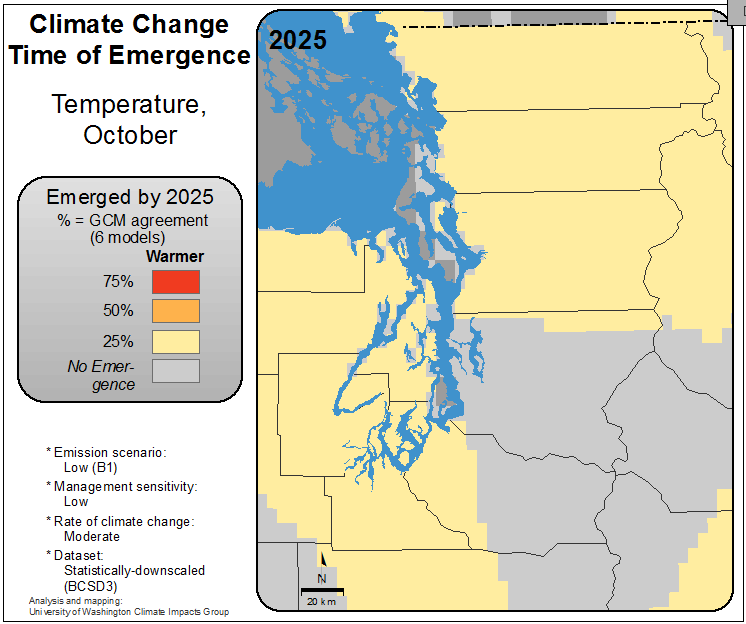 Climate Change
Time of Emergence
Temperature,
October
Emerged by 2025
% = GCM agreement
(6 models)
Warmer
75%
50%
25%
No Emer-
gence
* Emission scenario:
Low (B1)
* Management sensitivity:
Low
* Rate of climate change:
Moderate
* Dataset:
Statistically-downscaled
(BCSD3)
Analysis and mapping:
University of Washington Climate Impacts Group
2025
N
20 km